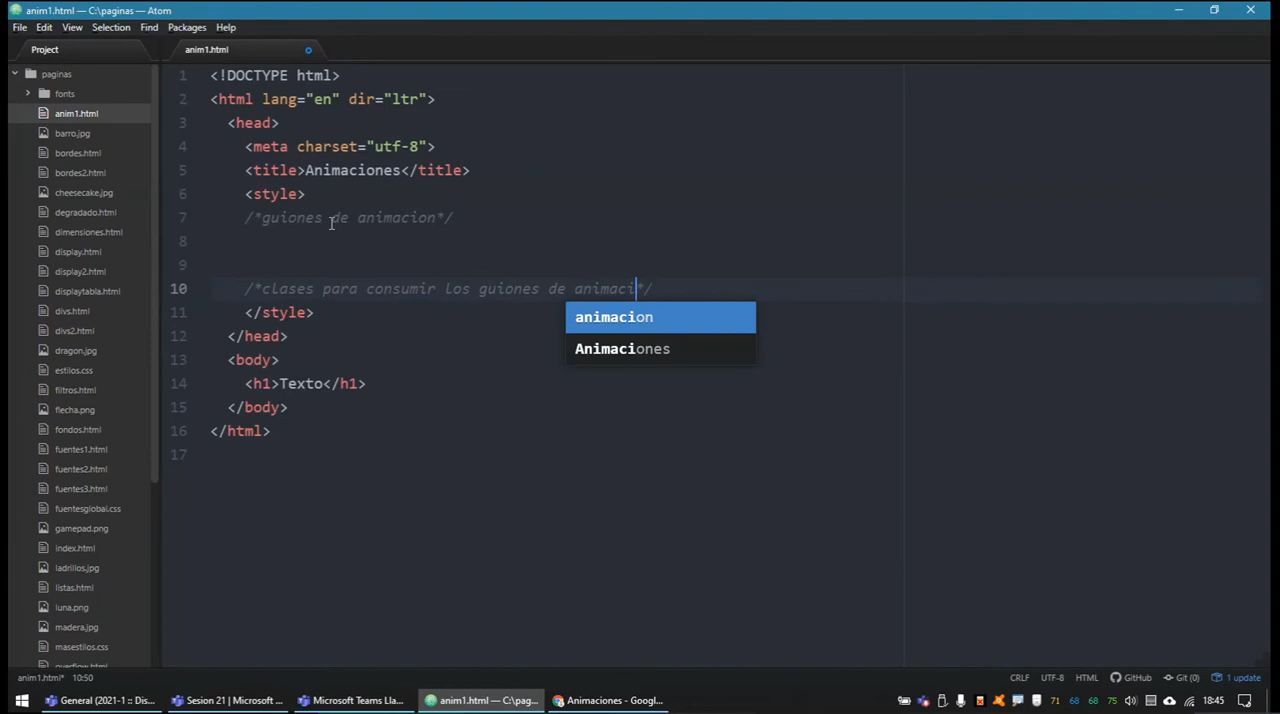 anim1.html — C:\paginas — Atom
File Edit View Selection Find Packages Help
Project
anim1.html
paginas
fonts
anim1.html
barro.jpg
bordes.html
bordes2.html
cheesecake.jpg
degradado.html
dimensiones.html
display.html
display2.html
displaytabla.html
divs.html
divs2.html
dragon.jpg
estilos.css
filtros.html
flecha.png
fondos.html
fuentes1.html
fuentes2.html
fuentes3.html
fuentesglobal.css
gamepad.png
index.html
ladrillos.jpg
listas.html
luna.png
madera.jpg
masestilos.css
overflow.html
1 <!DOCTYPE html>
2 <html lang="en" dir="ltr">
3 <head>
4 <meta charset="utf-8">
5 <title>Animaciones</title>
6 <style>
7 /*guiones de animacion*/
8
9
10 /*clases para consumir los guiones de animaci*/
11 </style>
12 </head>
13 <body>
14 <h1>Texto</h1>
15 </body>
16 </html>
17
animacion
Animaciones
anim1.html* 10:50
CRLF UTF-8 HTML GitHub Git (0) 1 update
General (2021-1 :: Dis...
Sesion 21 | Microsoft ...
Microsoft Teams Lla...
anim1.html — C:\pag...
Animaciones - Googl...
71 68 68 75 18:45